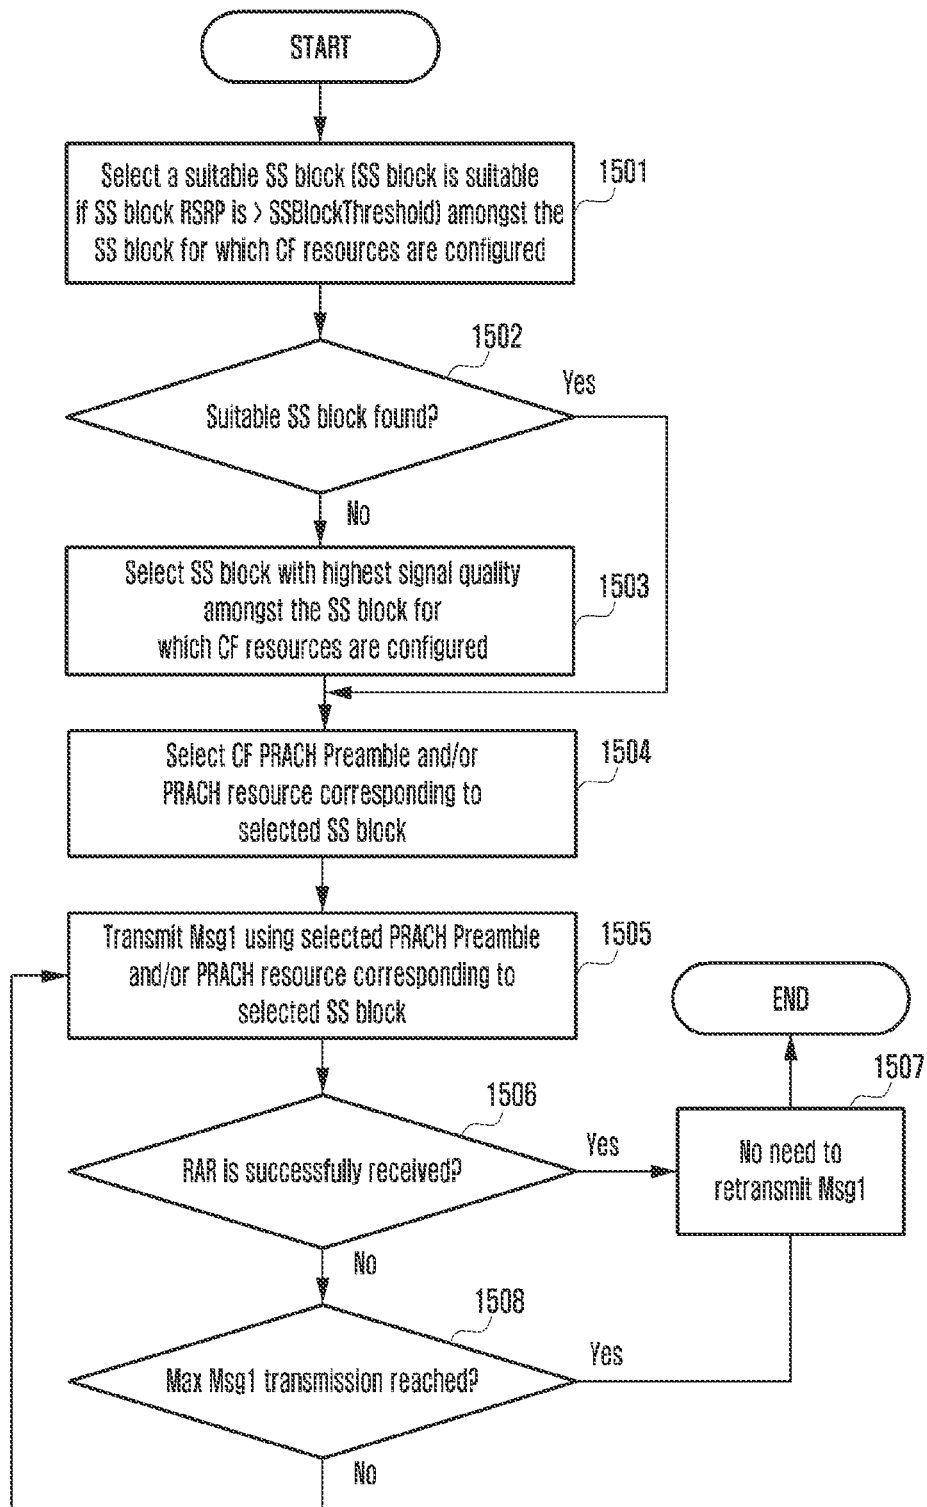 START
Select a suitable SS block (SS block is suitable
if SS block RSRP is > SSBlockThreshold) amongst the
SS block for which CF resources are configured
1501
1502
Yes
Suitable SS block found?
No
Select SS block with highest signal quality
amongst the SS block for
which CF resources are configured
1503
Select CF PRACH Preamble and/or
PRACH resource corresponding to
selected SS block
1504
Transmit Msg1 using selected PRACH Preamble
and/or PRACH resource corresponding to
selected SS block
1505
END
1506
1507
RAR is successfully received?
Yes
No need to
retransmit Msg1
No
1508
Max Msg1 transmission reached?
Yes
No